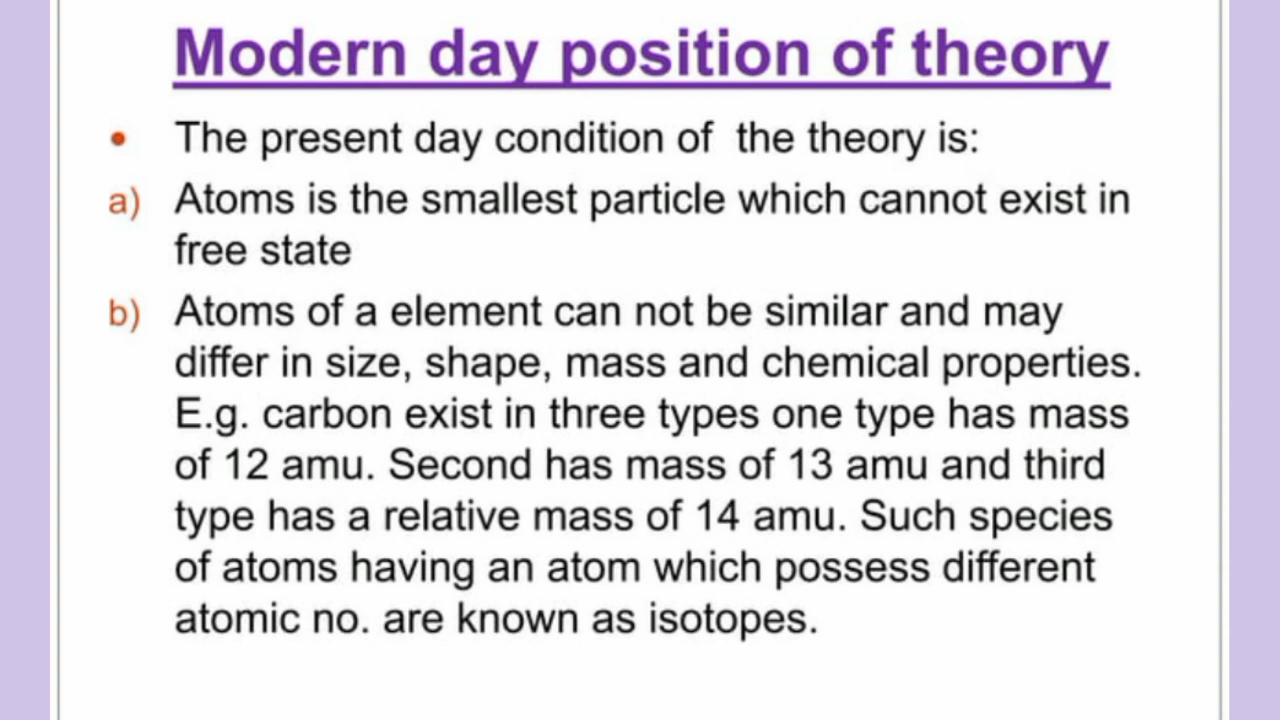 Modern day position of theory
• The present day condition of the theory is:
a) Atoms is the smallest particle which cannot exist in
free state
b) Atoms of a element can not be similar and may
differ in size, shape, mass and chemical properties.
E.g. carbon exist in three types one type has mass
of 12 amu. Second has mass of 13 amu and third
type has a relative mass of 14 amu. Such species
of atoms having an atom which possess different
atomic no. are known as isotopes.